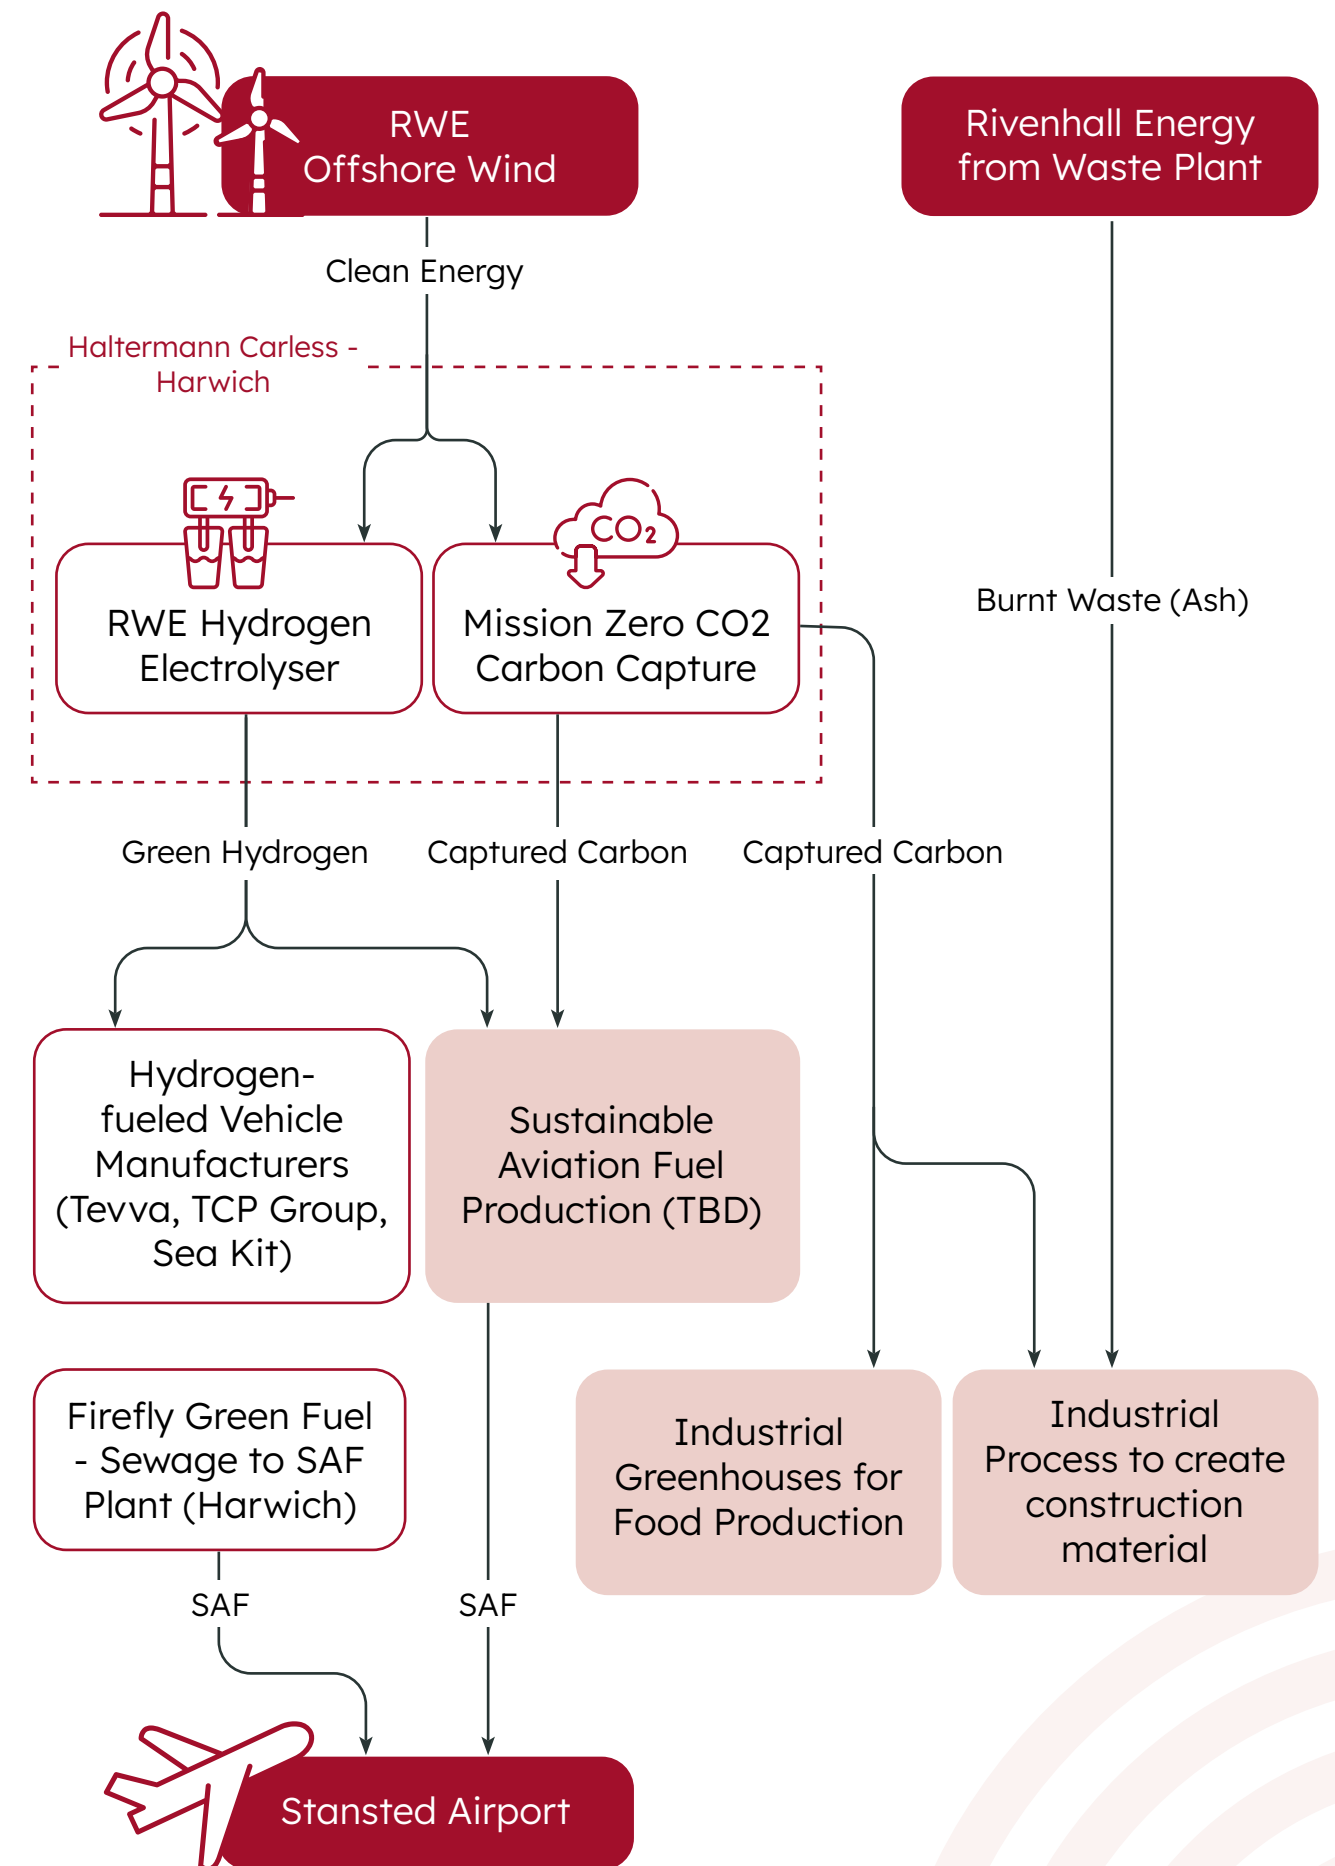 RWE
Offshore Wind
Rivenhall Energy
from Waste Plant
Clean Energy
Haltermann Carless -
Harwich
CO2
RWE Hydrogen
Electrolyser
Mission Zero CO2
Carbon Capture
Burnt Waste (Ash)
Green Hydrogen
Captured Carbon
Captured Carbon
Hydrogen-
fueled Vehicle
Manufacturers
(Tevva, TCP Group,
Sea Kit)
Sustainable
Aviation Fuel
Production (TBD)
Firefly Green Fuel
- Sewage to SAF
Plant (Harwich)
Industrial
Greenhouses for
Food Production
Industrial
Process to create
construction
material
SAF
SAF
Stansted Airport